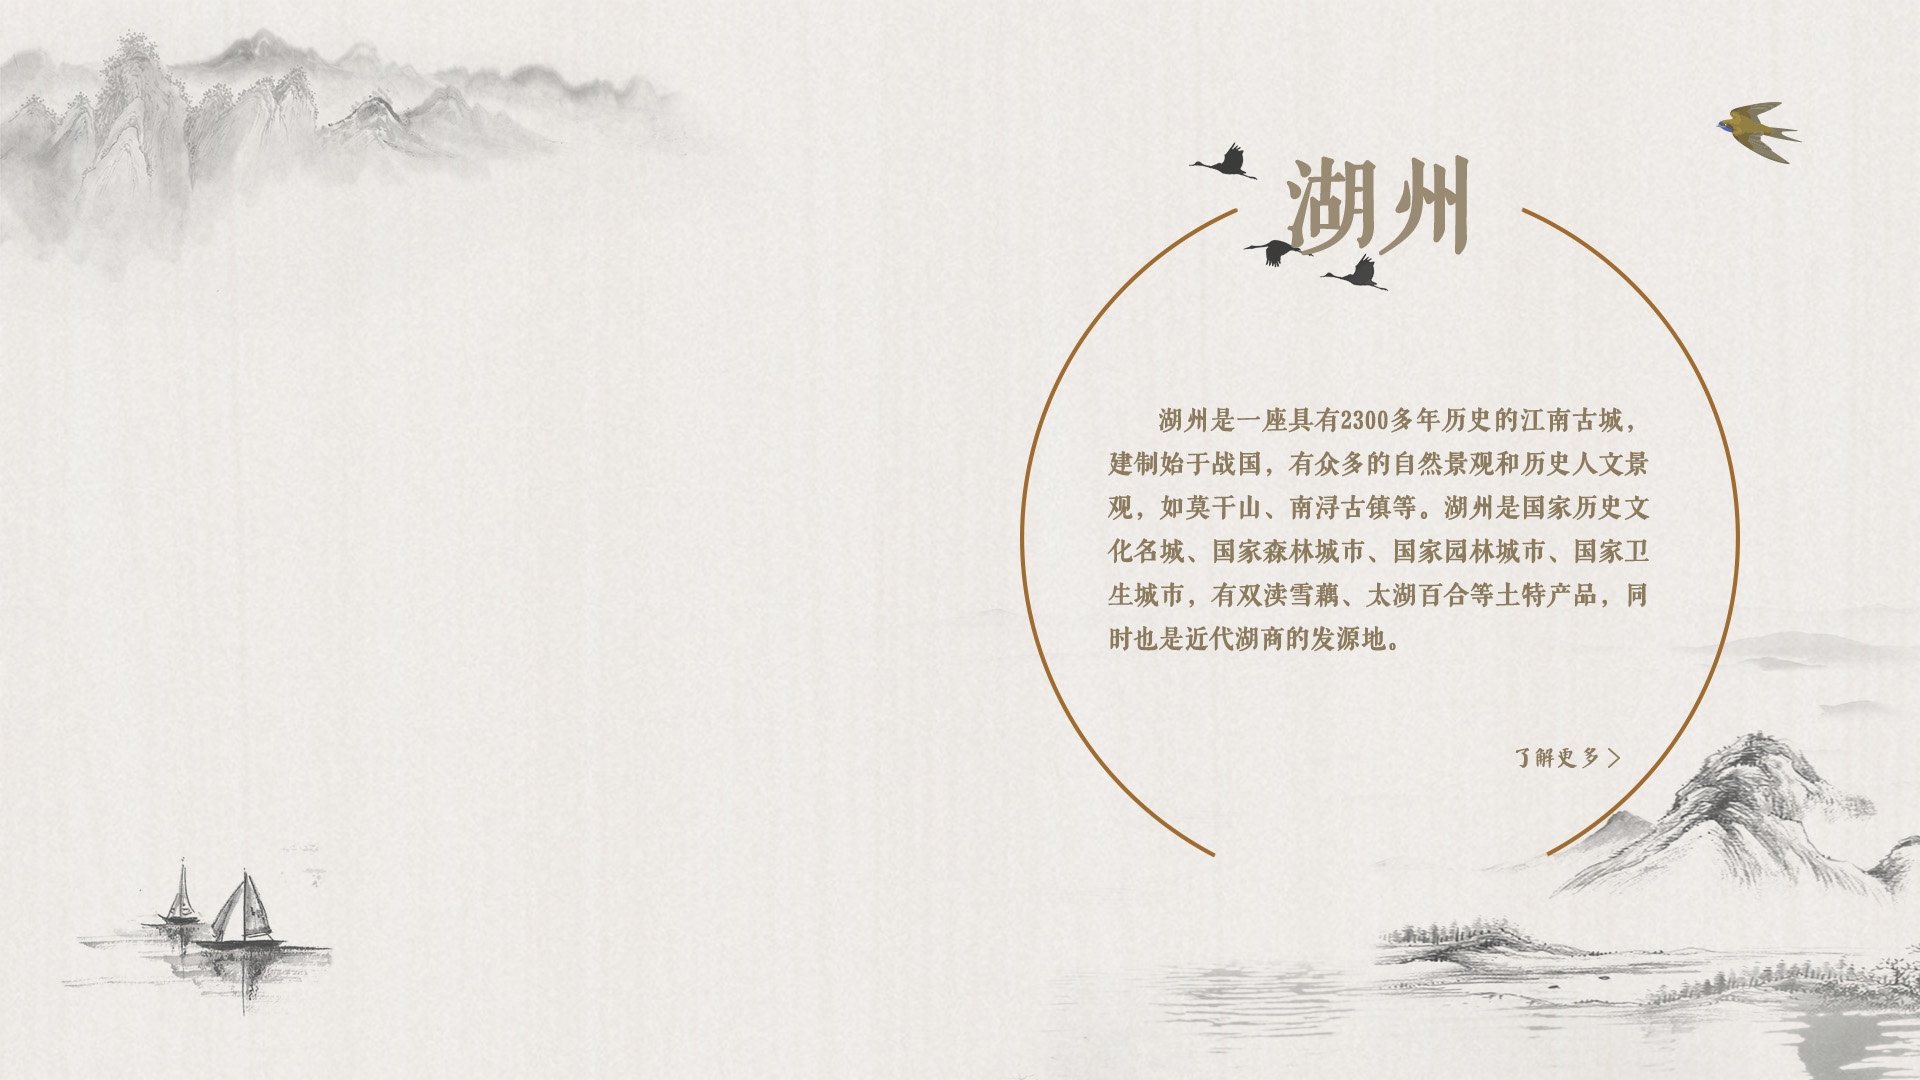 湖州
湖州是一座具有2300多年历史的江南古城，
建制始于战国，有众多的自然景观和历史人文景
观，如莫干山、南浔古镇等。湖州是国家历史文
化名城、国家森林城市、国家园林城市、国家卫
生城市，有双渎雪藕、太湖百合等土特产品，同
时也是近代湖商的发源地。
了解更多>